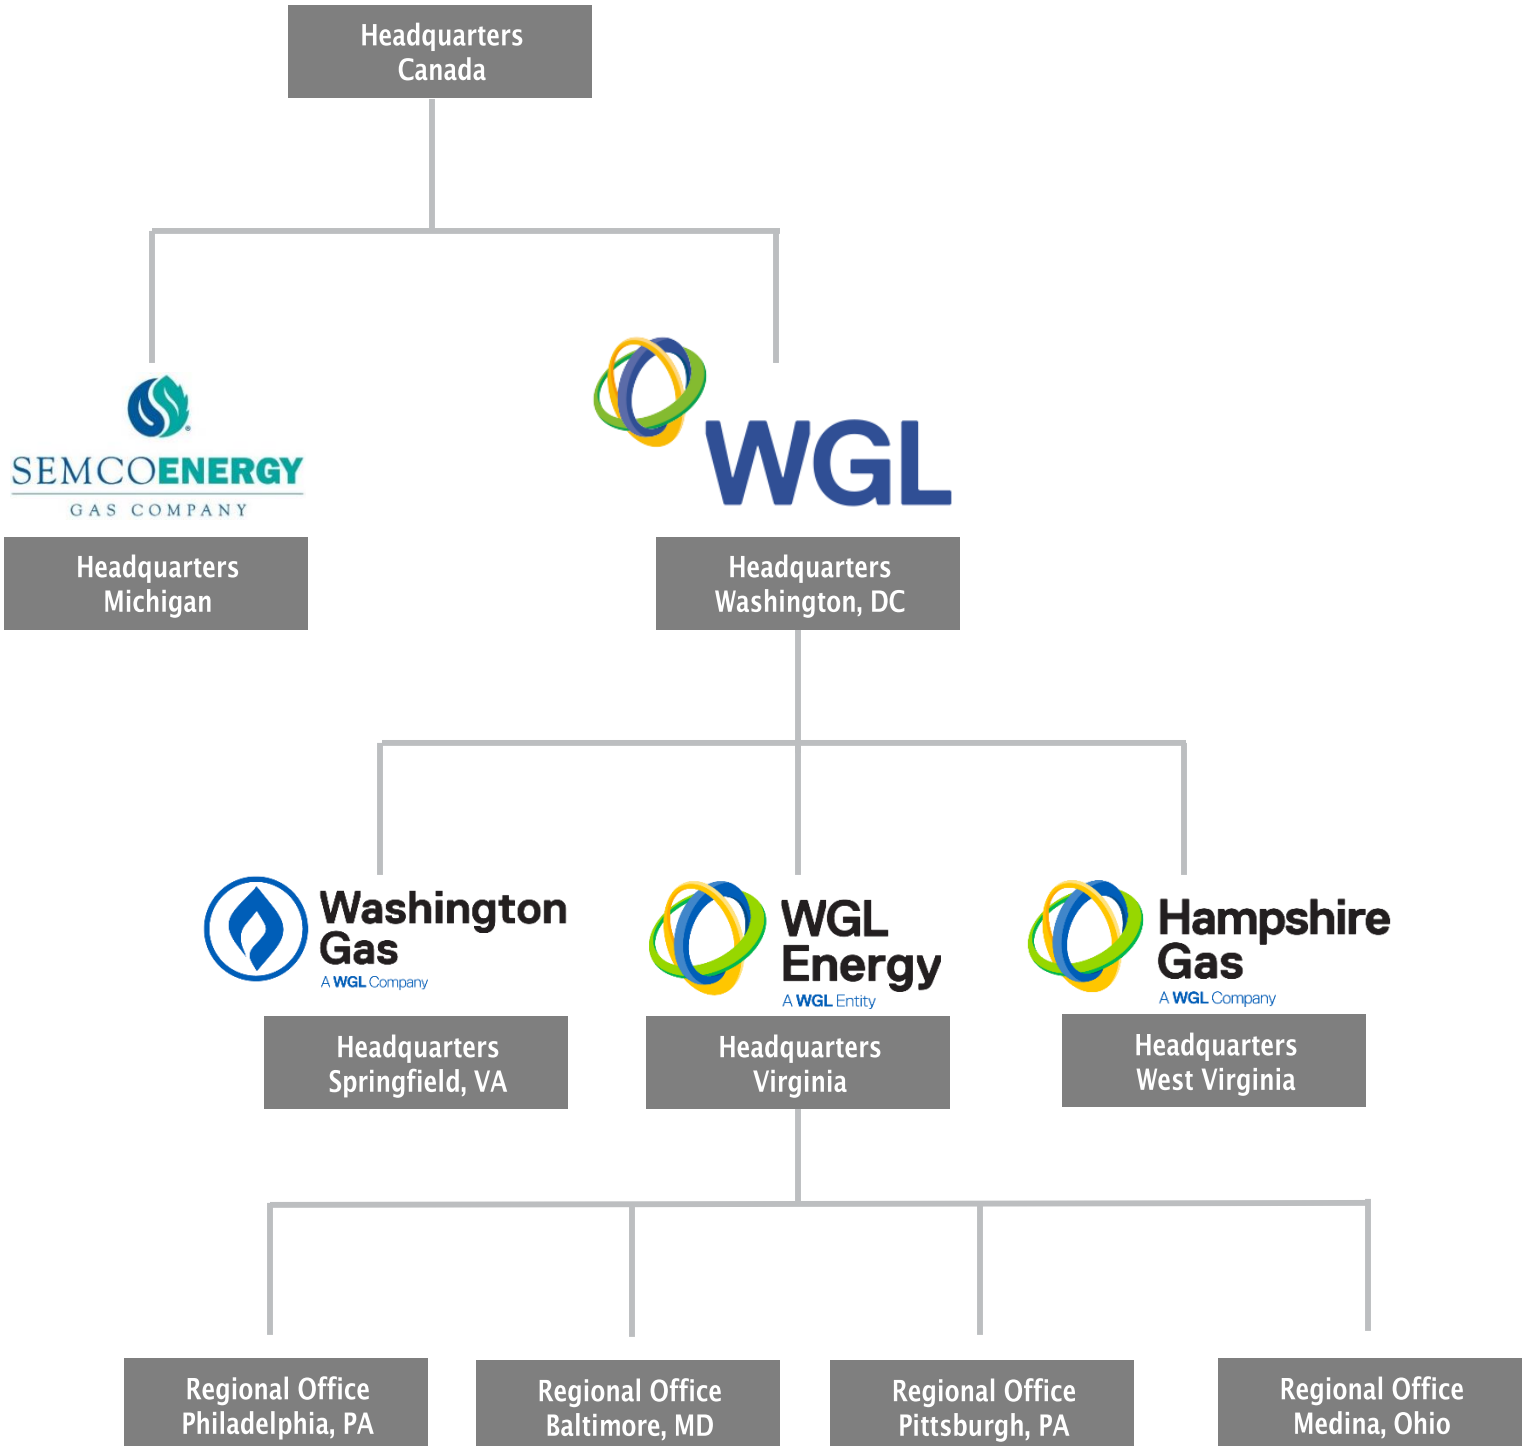 Headquarters
Canada
SEMCOENERGY
GAS COMPANY
WGL
Headquarters
Michigan
Headquarters
Washington, DC
Washington
Gas
A WGL Company
WGL
Energy
A WGL Entity
Hampshire
Gas
A WGL Company
Headquarters
Springfield, VA
Headquarters
Virginia
Headquarters
West Virginia
Regional Office
Philadelphia, PA
Regional Office
Baltimore, MD
Regional Office
Pittsburgh, PA
Regional Office
Medina, Ohio